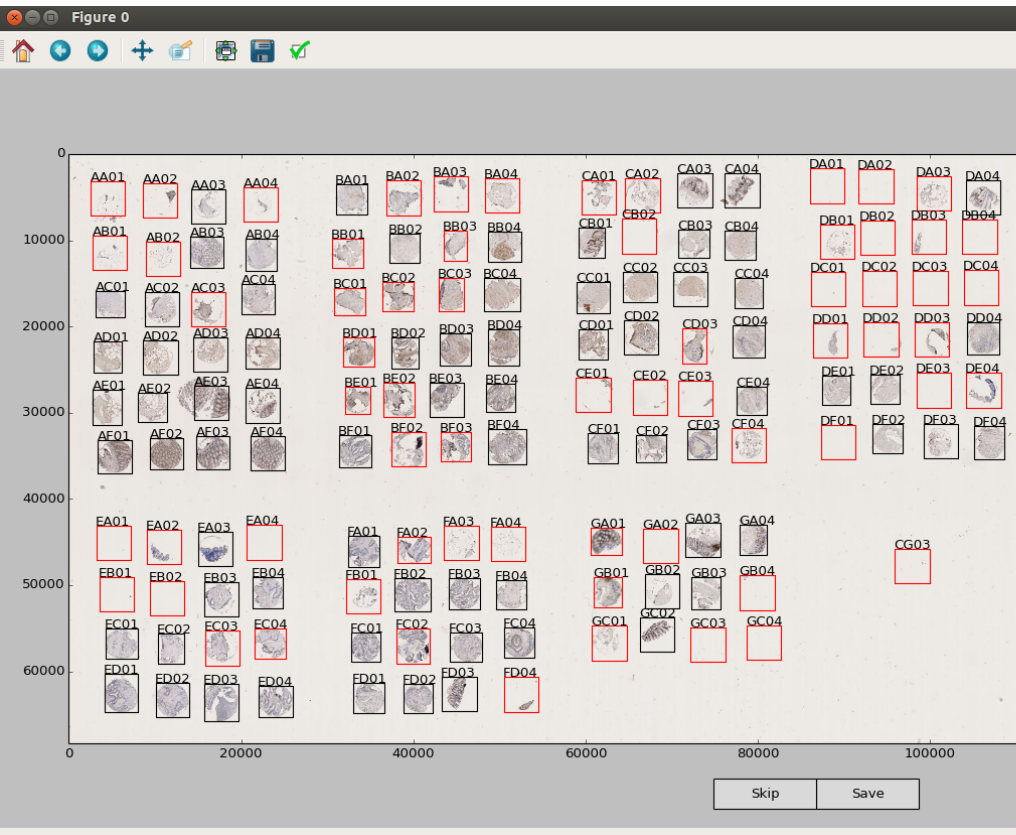 Figure 0
0
AA01 AA02 AA03 AA04 BA01 BA02 BA03 BA04 CA01 CA02 CA03 CA04 DA01 DA02 DA03 DA04
10000
AB01 AB02 AB03 AB04 BB01 BB02 BB03 BB04 CB01 CB02 CB03 CB04 DB01 DB02 DB03 DB04
AC01 AC02 AC03 AC04 BC01 BC02 BC03 BC04 CC01 CC02 CC03 CC04 DC01 DC02 DC03 DC04
20000
AD01 AD02 AD03 AD04 BD01 BD02 BD03 BD04 CD01 CD02 CD03 CD04 DD01 DD02 DD03 DD04
AE01 AE02 AE03 AE04 BE01 BE02 BE03 BE04 CE01 CE02 CE03 CE04 DE01 DE02 DE03 DE04
30000
AF01 AF02 AF03 AF04 BF01 BF02 BF03 BF04 CF01 CF02 CF03 CF04 DF01 DF02 DF03 DF04
40000
EA01 EA02 EA03 EA04 FA01 FA02 FA03 FA04 GA01 GA02 GA03 GA04 CG03
50000
EB01 EB02 EB03 EB04 FB01 FB02 FB03 FB04 GB01 GB02 GB03 GB04
EC01 EC02 EC03 EC04 FC01 FC02 FC03 FC04 GC01 GC02 GC03 GC04
60000
ED01 ED02 ED03 ED04 FD01 FD02 FD03 FD04
0 20000 40000 60000 80000 100000
Skip Save